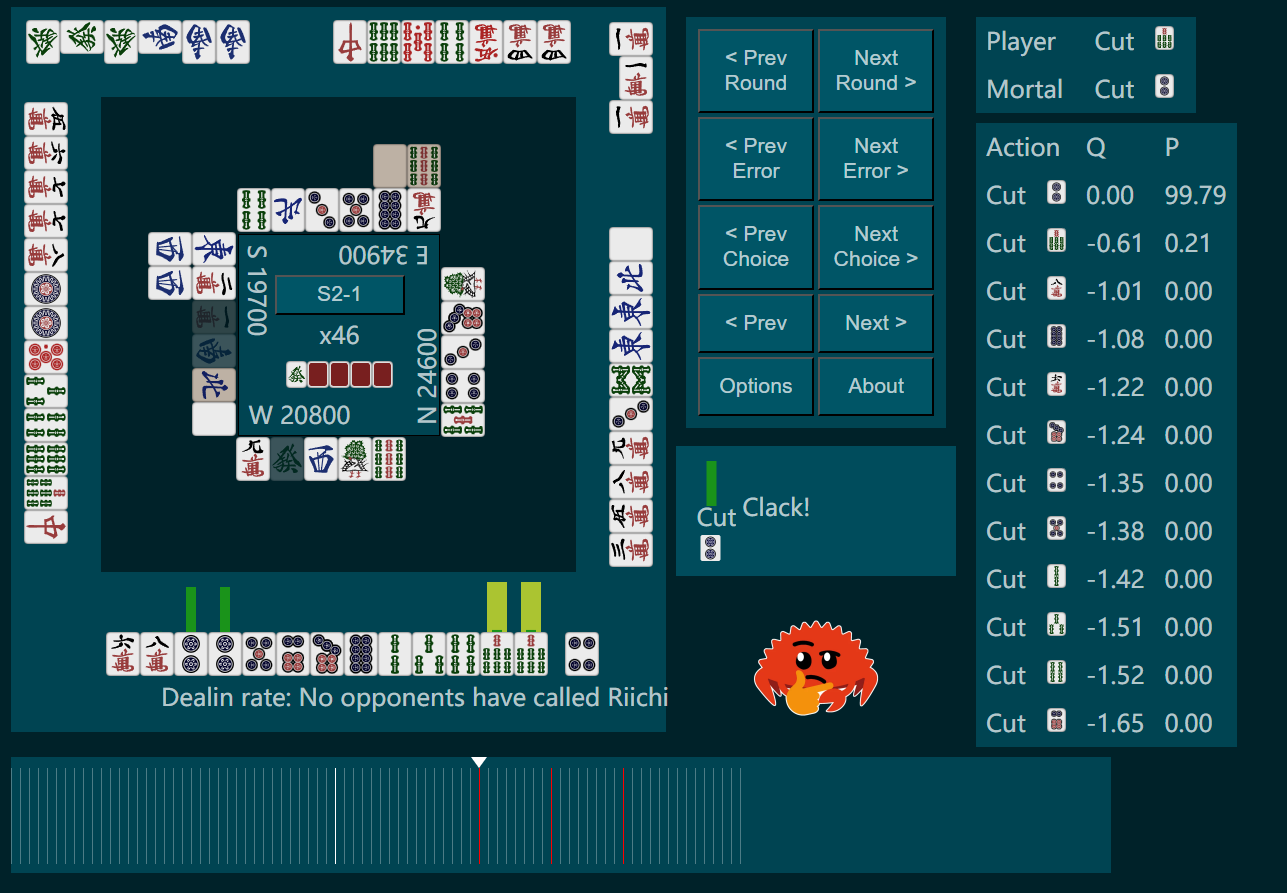 < Prev
Round
Next
Round >
< Prev
Error
Next
Error >
< Prev
Choice
Next
Choice >
< Prev
Next >
Options
About
E 34900
S 19700
S2-1
x46
N 24600
W 20800
Cut
Clack!
Dealin rate: No opponents have called Riichi
Player Cut
Mortal Cut
Action Q P
Cut 0.00 99.79
Cut -0.61 0.21
Cut -1.01 0.00
Cut -1.08 0.00
Cut -1.22 0.00
Cut -1.24 0.00
Cut -1.35 0.00
Cut -1.38 0.00
Cut -1.42 0.00
Cut -1.51 0.00
Cut -1.52 0.00
Cut -1.65 0.00